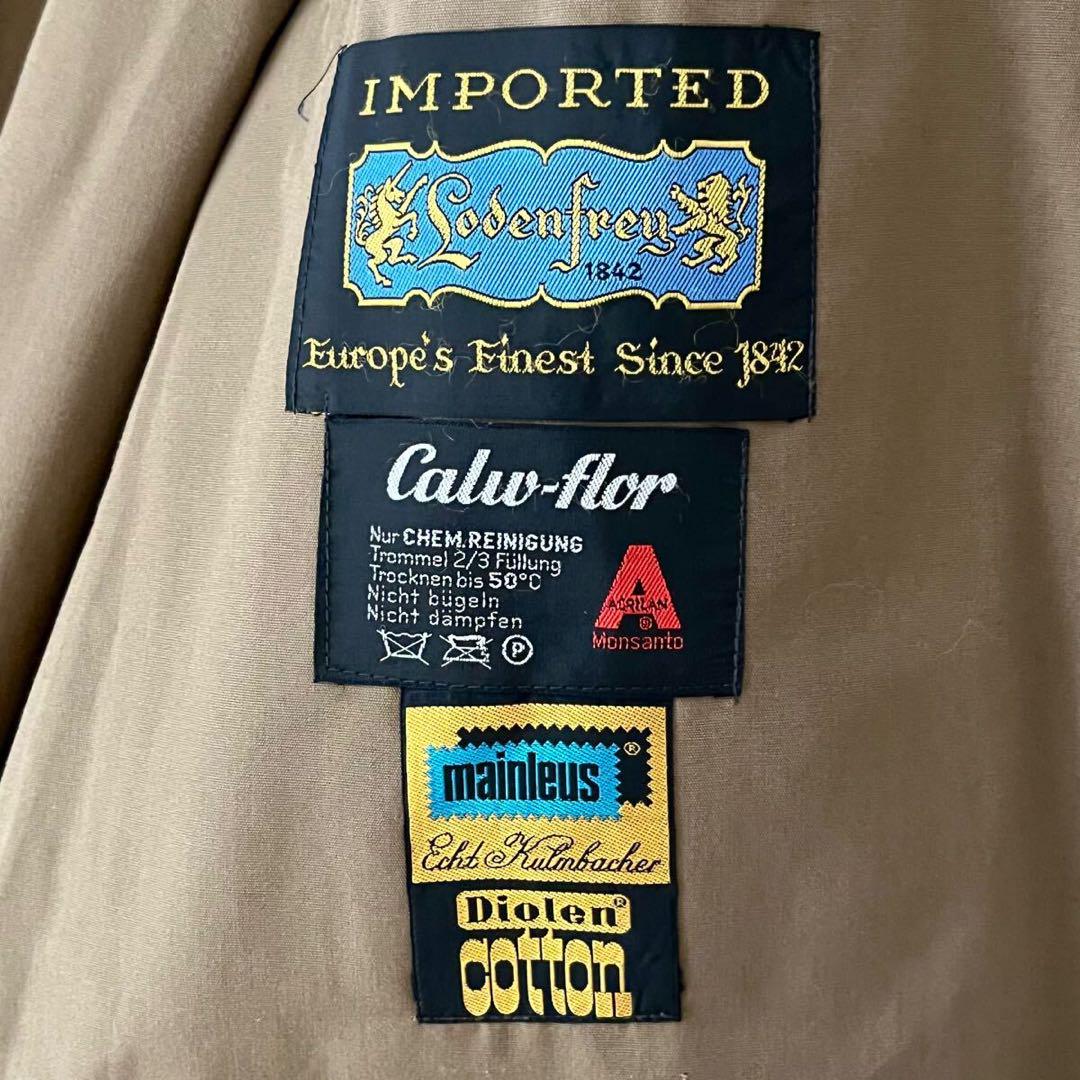 IMPORTED
Lodenfrey
1842
Europe's Finest Since 1842
Calw-flor
Nur CHEM.REINIGUNG
Trommel 2/3 Füllung
Trocknen bis 50°C
Nicht bügeln
Nicht dämpfen
P
A
ACRILAN
®
Monsanto
mainleus ®
Echt Kulmbacher
Diolen®
cotton